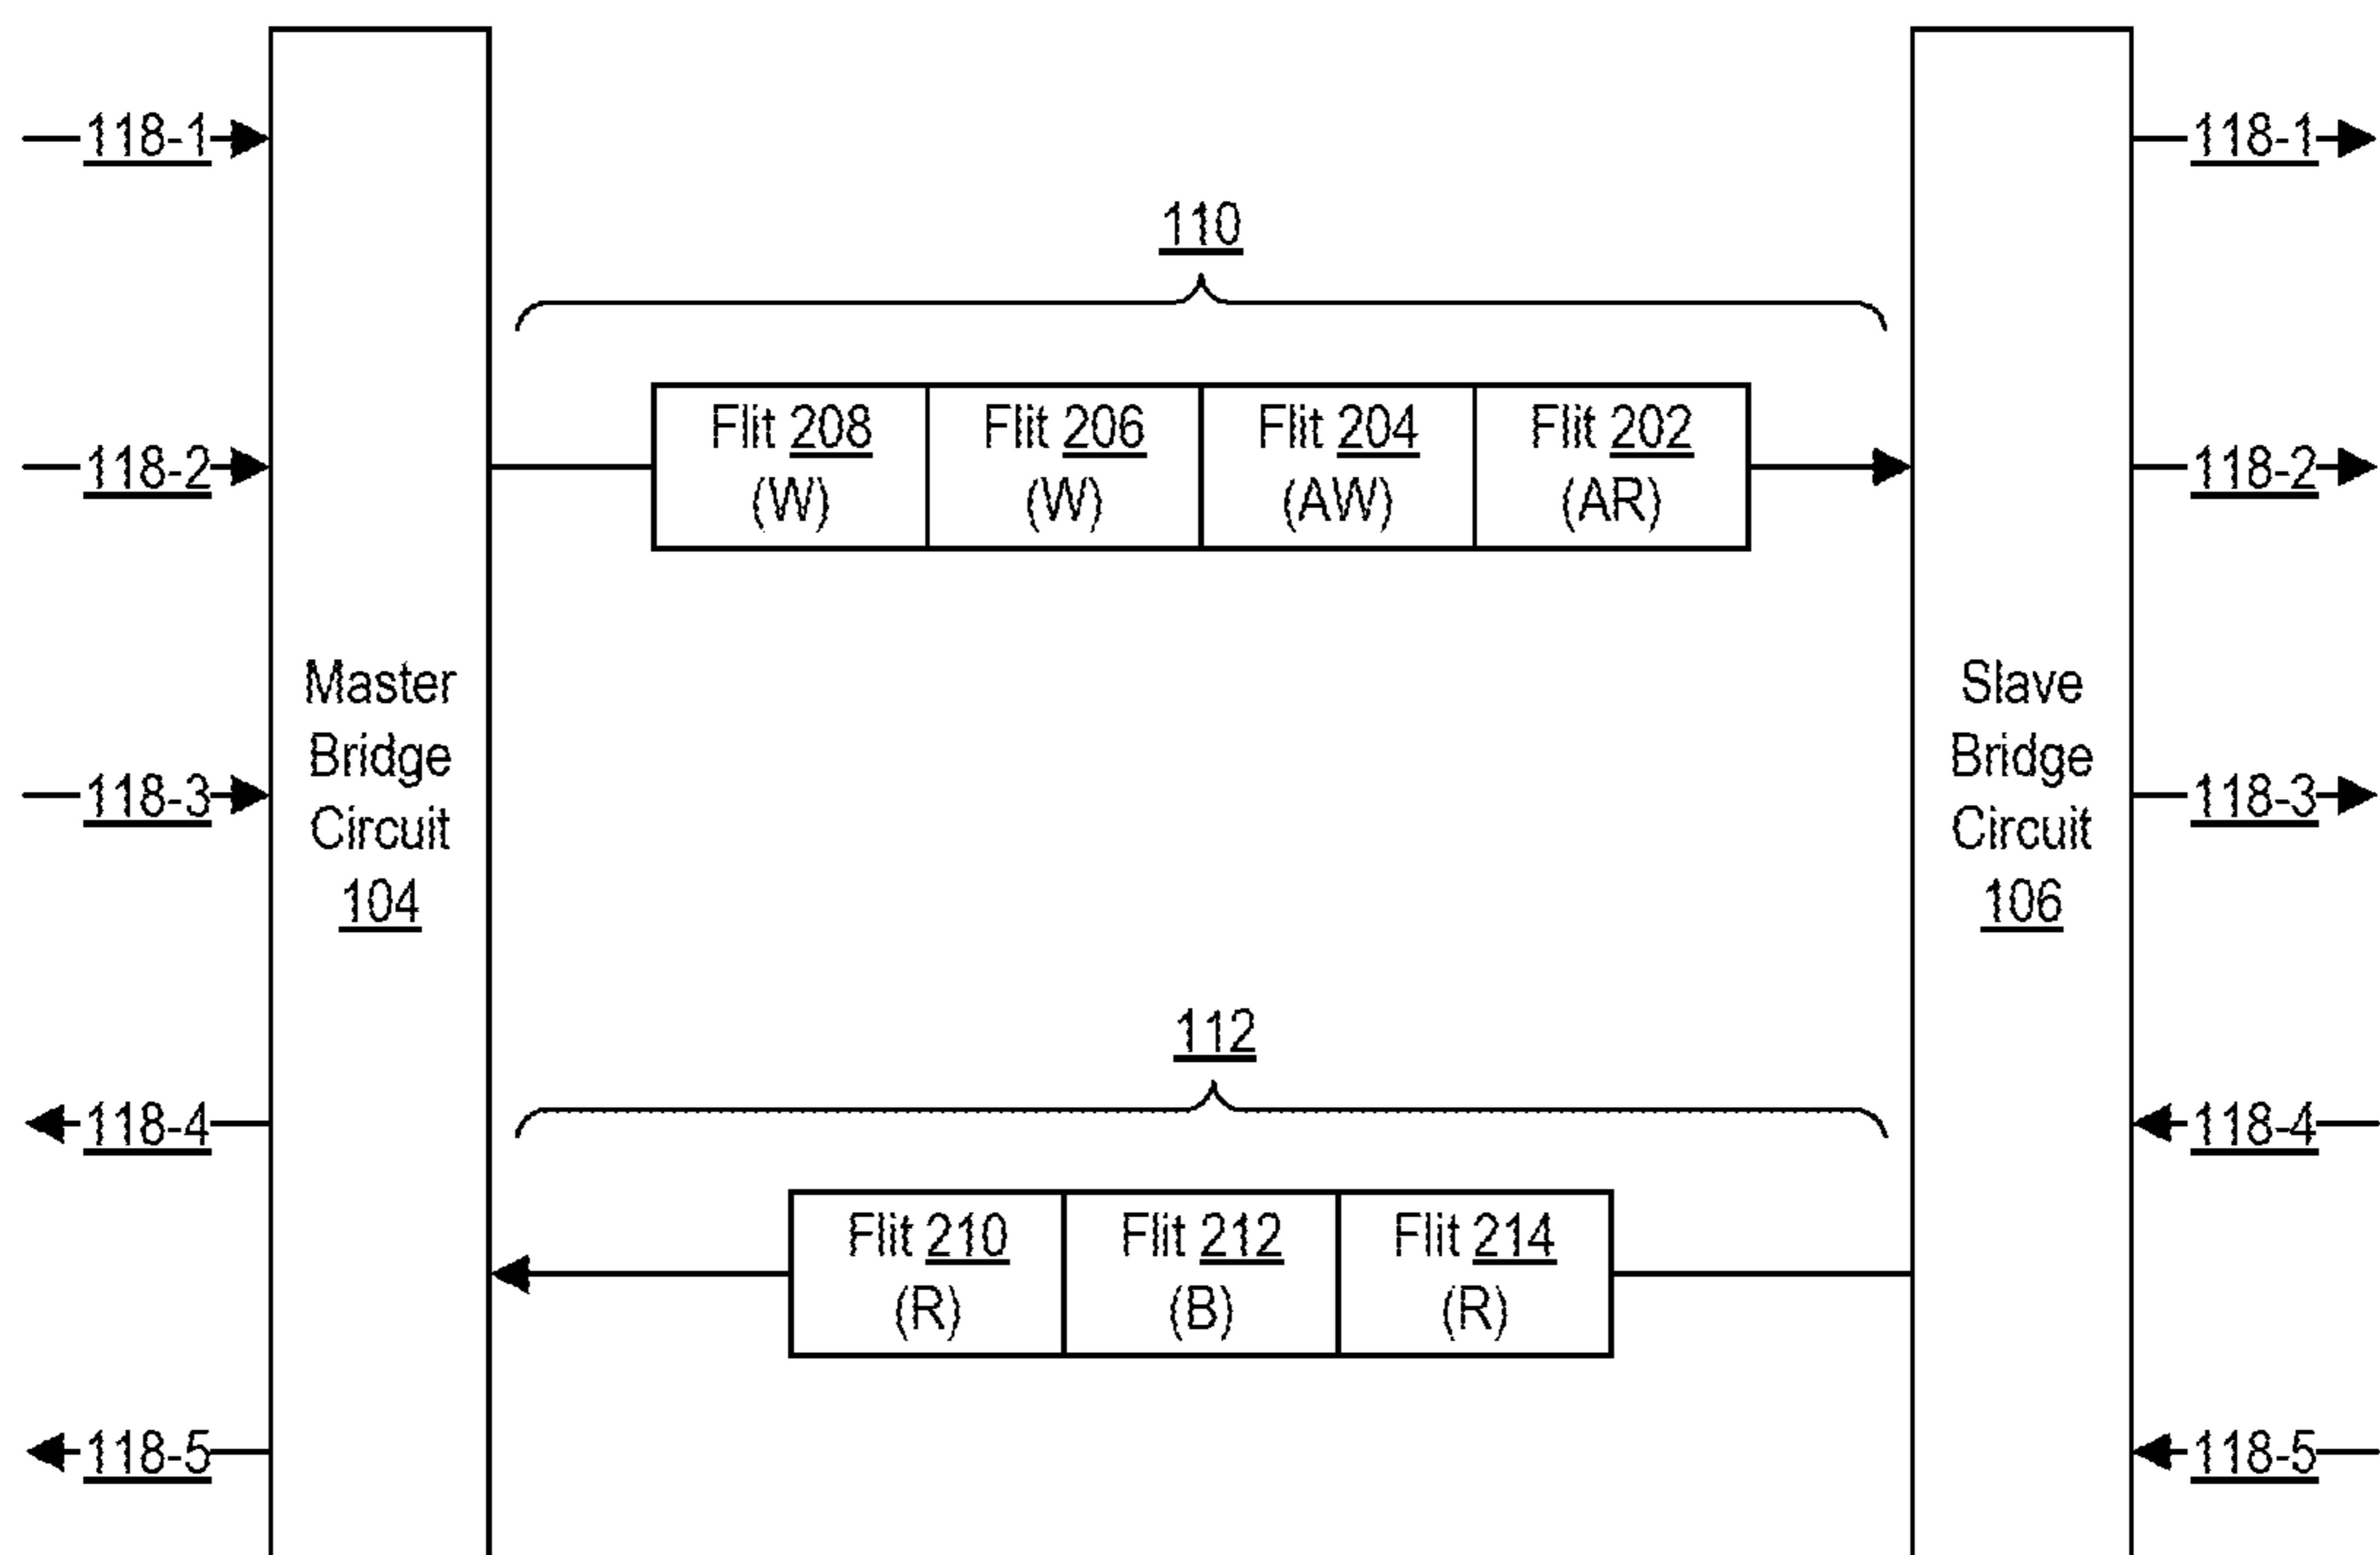 118-1
118-1
110
Flit 208
(W)
Flit 206
(W)
Flit 204
(AW)
Flit 202
(AR)
118-2
118-2
Master
Bridge
Circuit
104
Slave
Bridge
Circuit
106
118-3
118-3
112
118-4
118-4
Flit 210
(R)
Flit 212
(B)
Flit 214
(R)
118-5
118-5